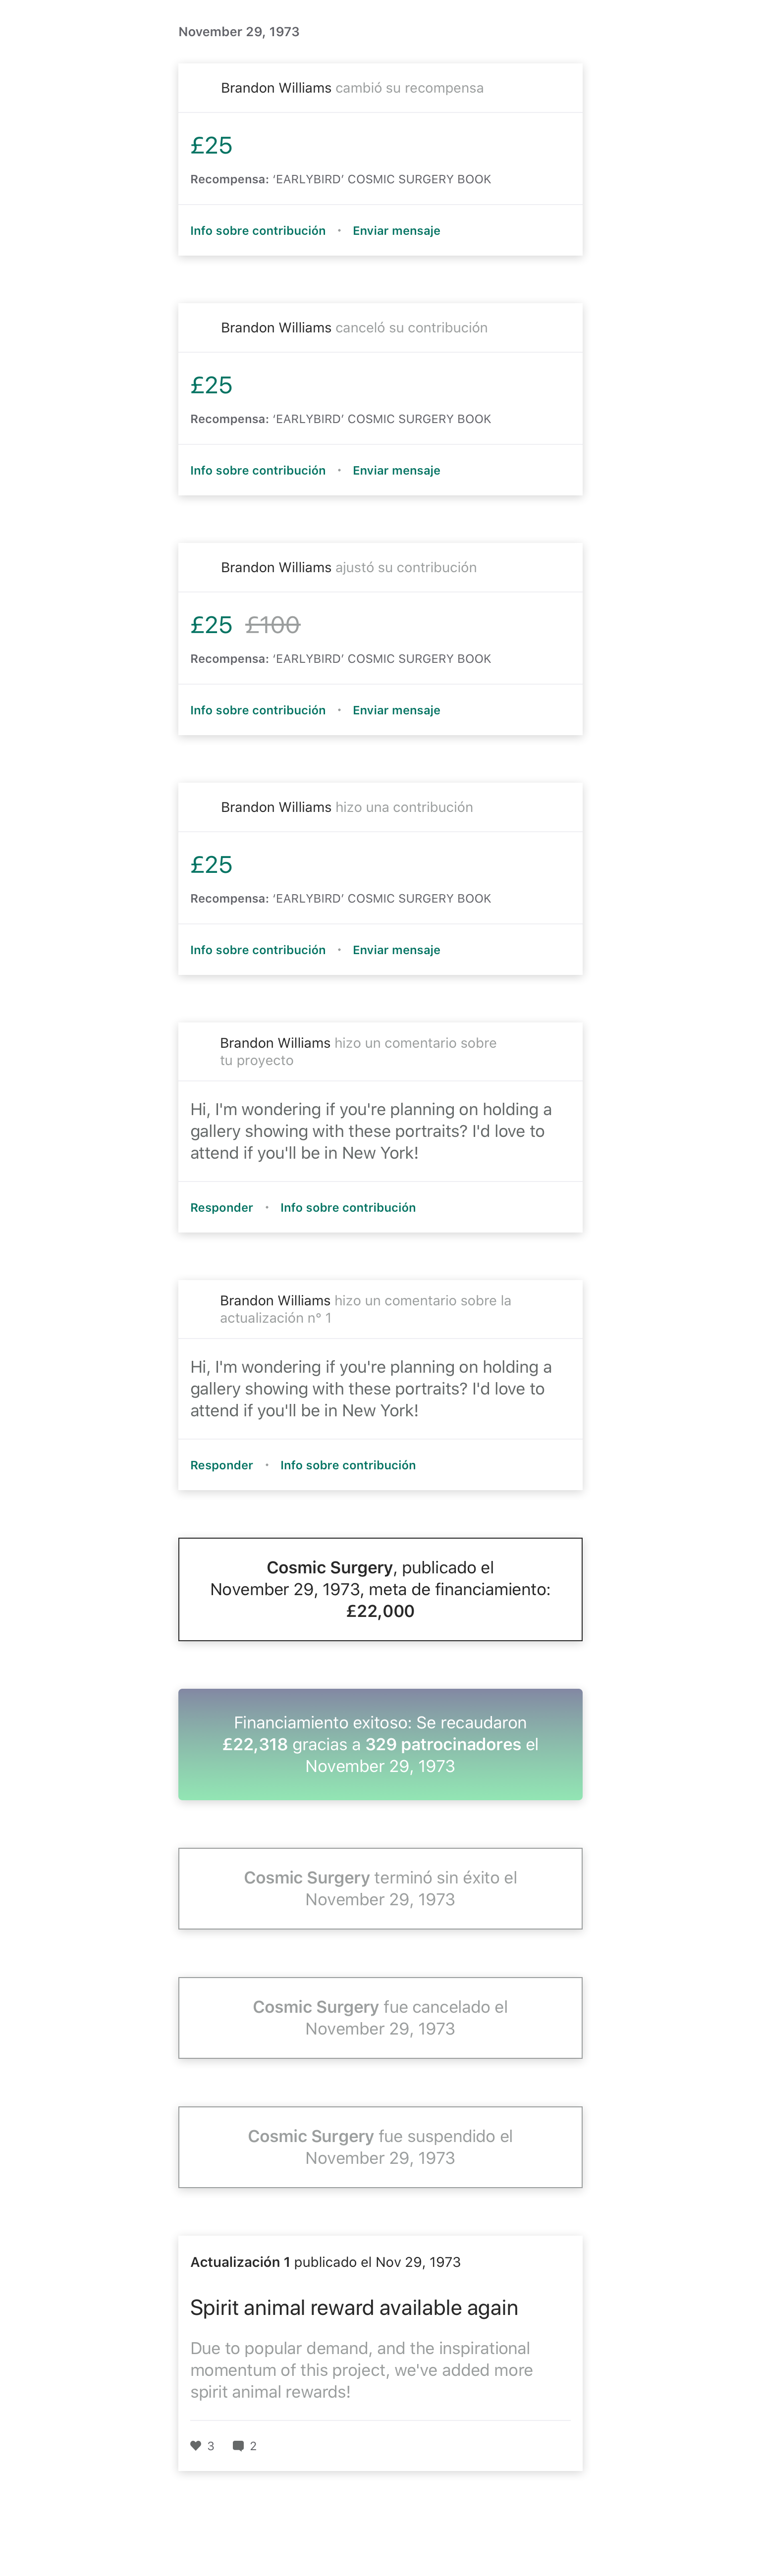 November 29, 1973
Brandon Williams cambió su recompensa
£25
Recompensa: ‘EARLYBIRD’ COSMIC SURGERY BOOK
Info sobre contribución • Enviar mensaje
Brandon Williams canceló su contribución
£25
Recompensa: ‘EARLYBIRD’ COSMIC SURGERY BOOK
Info sobre contribución • Enviar mensaje
Brandon Williams ajustó su contribución
£25 £100
Recompensa: ‘EARLYBIRD’ COSMIC SURGERY BOOK
Info sobre contribución • Enviar mensaje
Brandon Williams hizo una contribución
£25
Recompensa: ‘EARLYBIRD’ COSMIC SURGERY BOOK
Info sobre contribución • Enviar mensaje
Brandon Williams hizo un comentario sobre
tu proyecto
Hi, I'm wondering if you're planning on holding a
gallery showing with these portraits? I'd love to
attend if you'll be in New York!
Responder • Info sobre contribución
Brandon Williams hizo un comentario sobre la
actualización n° 1
Hi, I'm wondering if you're planning on holding a
gallery showing with these portraits? I'd love to
attend if you'll be in New York!
Responder • Info sobre contribución
Cosmic Surgery, publicado el
November 29, 1973, meta de financiamiento:
£22,000
Financiamiento exitoso: Se recaudaron
£22,318 gracias a 329 patrocinadores el
November 29, 1973
Cosmic Surgery terminó sin éxito el
November 29, 1973
Cosmic Surgery fue cancelado el
November 29, 1973
Cosmic Surgery fue suspendido el
November 29, 1973
Actualización 1 publicado el Nov 29, 1973
Spirit animal reward available again
Due to popular demand, and the inspirational
momentum of this project, we've added more
spirit animal rewards!
3 2